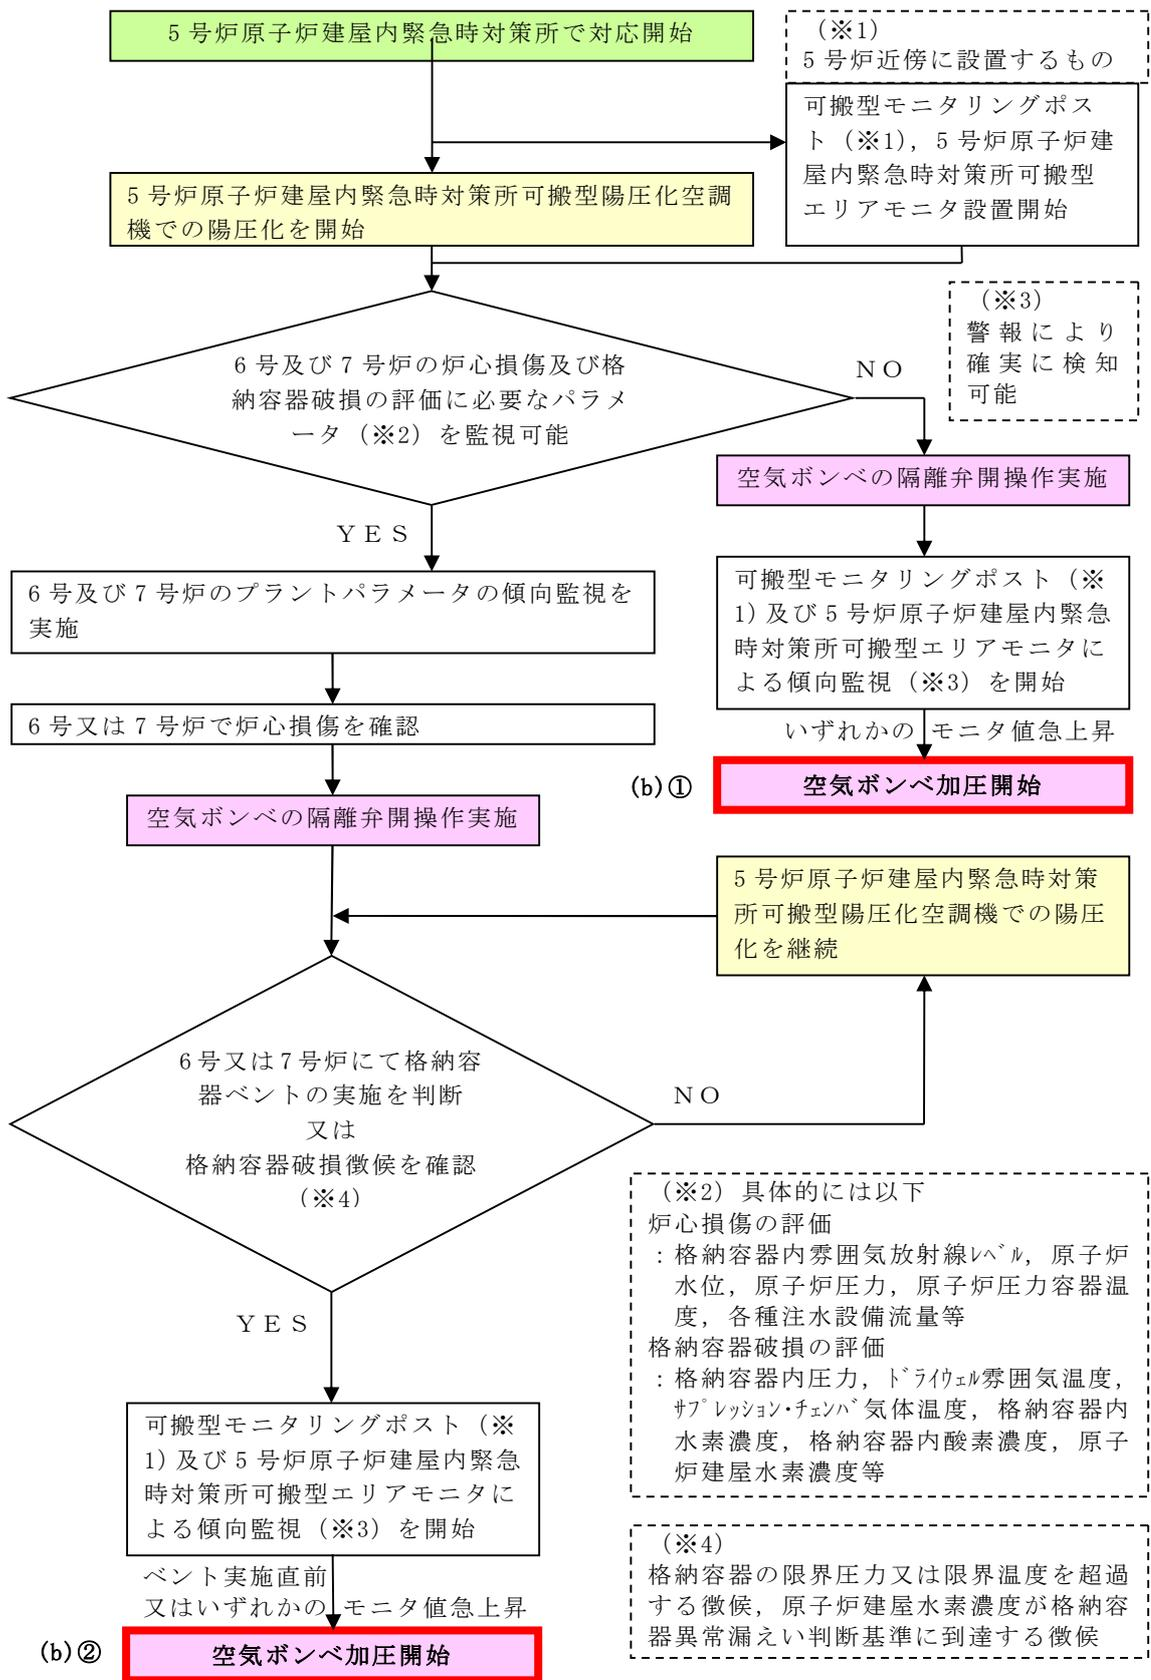 5号炉原子炉建屋内緊急時対策所で対応開始
（※1）
5号炉近傍に設置するもの
可搬型モニタリングポス
ト（※1），5号炉原子炉建
屋内緊急時対策所可搬型
エリアモニタ設置開始
5号炉原子炉建屋内緊急時対策所可搬型陽圧化空調
機での陽圧化を開始
（※3）
警報により
確実に検知
可能
6号及び7号炉の炉心損傷及び格
納容器破損の評価に必要なパラメ
ータ（※2）を監視可能
ＮＯ
ＹＥＳ
空気ボンベの隔離弁開操作実施
可搬型モニタリングポスト（※
1)及び5号炉原子炉建屋内緊急
時対策所可搬型エリアモニタに
よる傾向監視（※3）を開始
いずれかの モニタ値急上昇
(b)①
空気ボンベ加圧開始
6号及び7号炉のプラントパラメータの傾向監視を
実施
6号又は7号炉で炉心損傷を確認
空気ボンベの隔離弁開操作実施
5号炉原子炉建屋内緊急時対策
所可搬型陽圧化空調機での陽圧
化を継続
6号又は7号炉にて格納容
器ベントの実施を判断
又は
格納容器破損徴候を確認
（※4）
ＮＯ
ＹＥＳ
（※2）具体的には以下
炉心損傷の評価
：格納容器内雰囲気放射線ﾚﾍﾞﾙ，原子炉
水位，原子炉圧力，原子炉圧力容器温
度，各種注水設備流量等
格納容器破損の評価
：格納容器内圧力，ﾄﾞﾗｲｳｪﾙ雰囲気温度，
ｻﾌﾟﾚｯｼｮﾝ･ﾁｪﾝﾊﾞ気体温度，格納容器内
水素濃度，格納容器内酸素濃度，原子
炉建屋水素濃度等
可搬型モニタリングポスト（※
1)及び5号炉原子炉建屋内緊急
時対策所可搬型エリアモニタに
よる傾向監視（※3）を開始
ベント実施直前
又はいずれかの モニタ値急上昇
(b)②
空気ボンベ加圧開始
（※4）
格納容器の限界圧力又は限界温度を超過
する徴候，原子炉建屋水素濃度が格納容
器異常漏えい判断基準に到達する徴候